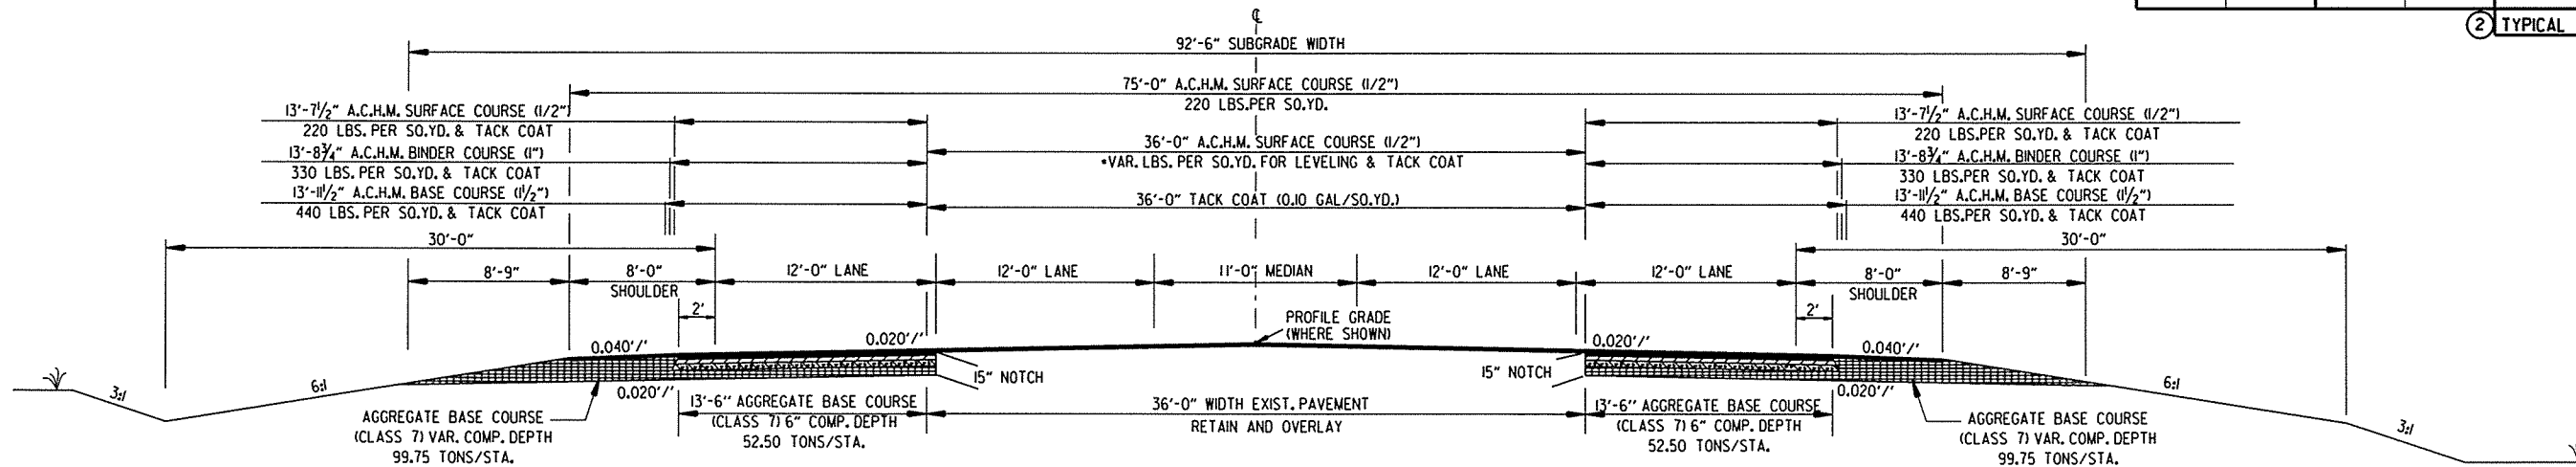 ② TYPICAL
℄
92'-6" SUBGRADE WIDTH
75'-0" A.C.H.M. SURFACE COURSE (1/2")
220 LBS.PER SQ.YD.
13'-7½" A.C.H.M. SURFACE COURSE (1/2")
220 LBS.PER SQ.YD. & TACK COAT
13'-8¾" A.C.H.M. BINDER COURSE (1")
330 LBS.PER SQ.YD. & TACK COAT
13'-11½" A.C.H.M. BASE COURSE (1½")
440 LBS.PER SQ.YD. & TACK COAT
36'-0" A.C.H.M. SURFACE COURSE (1/2")
*VAR. LBS. PER SQ.YD. FOR LEVELING & TACK COAT
36'-0" TACK COAT (0.10 GAL/SQ.YD.)
13'-7½" A.C.H.M. SURFACE COURSE (1/2")
220 LBS.PER SQ.YD. & TACK COAT
13'-8¾" A.C.H.M. BINDER COURSE (1")
330 LBS.PER SQ.YD. & TACK COAT
13'-11½" A.C.H.M. BASE COURSE (1½")
440 LBS.PER SQ.YD. & TACK COAT
30'-0"
30'-0"
8'-9"
8'-0"
SHOULDER
12'-0" LANE
12'-0" LANE
11'-0" MEDIAN
12'-0" LANE
12'-0" LANE
8'-0"
SHOULDER
8'-9"
2'
2'
PROFILE GRADE
(WHERE SHOWN)
0.040'/'
0.020'/'
0.020'/'
0.040'/'
15" NOTCH
15" NOTCH
3:1
6:1
0.020'/'
0.020'/'
6:1
3:1
AGGREGATE BASE COURSE
(CLASS 7) VAR. COMP. DEPTH
99.75 TONS/STA.
13'-6" AGGREGATE BASE COURSE
(CLASS 7) 6" COMP. DEPTH
52.50 TONS/STA.
36'-0" WIDTH EXIST. PAVEMENT
RETAIN AND OVERLAY
13'-6" AGGREGATE BASE COURSE
(CLASS 7) 6" COMP. DEPTH
52.50 TONS/STA.
AGGREGATE BASE COURSE
(CLASS 7) VAR. COMP. DEPTH
99.75 TONS/STA.